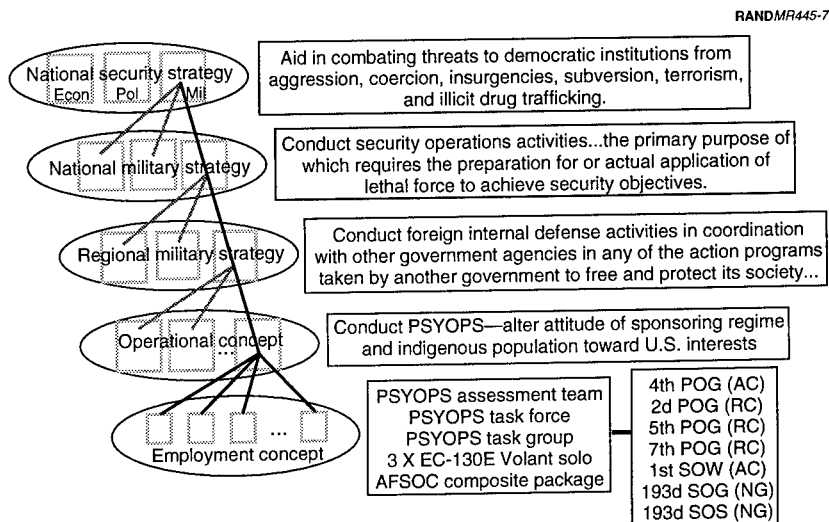 RANDMR445-7
National security strategy
Econ Pol Mil
Aid in combating threats to democratic institutions from
aggression, coercion, insurgencies, subversion, terrorism,
and illicit drug trafficking.
National military strategy
Conduct security operations activities...the primary purpose of
which requires the preparation for or actual application of
lethal force to achieve security objectives.
Regional military strategy
Conduct foreign internal defense activities in coordination
with other government agencies in any of the action programs
taken by another government to free and protect its society...
Operational concept
...
Conduct PSYOPS—alter attitude of sponsoring regime
and indigenous population toward U.S. interests
...
Employment concept
PSYOPS assessment team
PSYOPS task force
PSYOPS task group
3 X EC-130E Volant solo
AFSOC composite package
4th POG (AC)
2d POG (RC)
5th POG (RC)
7th POG (RC)
1st SOW (AC)
193d SOG (NG)
193d SOS (NG)